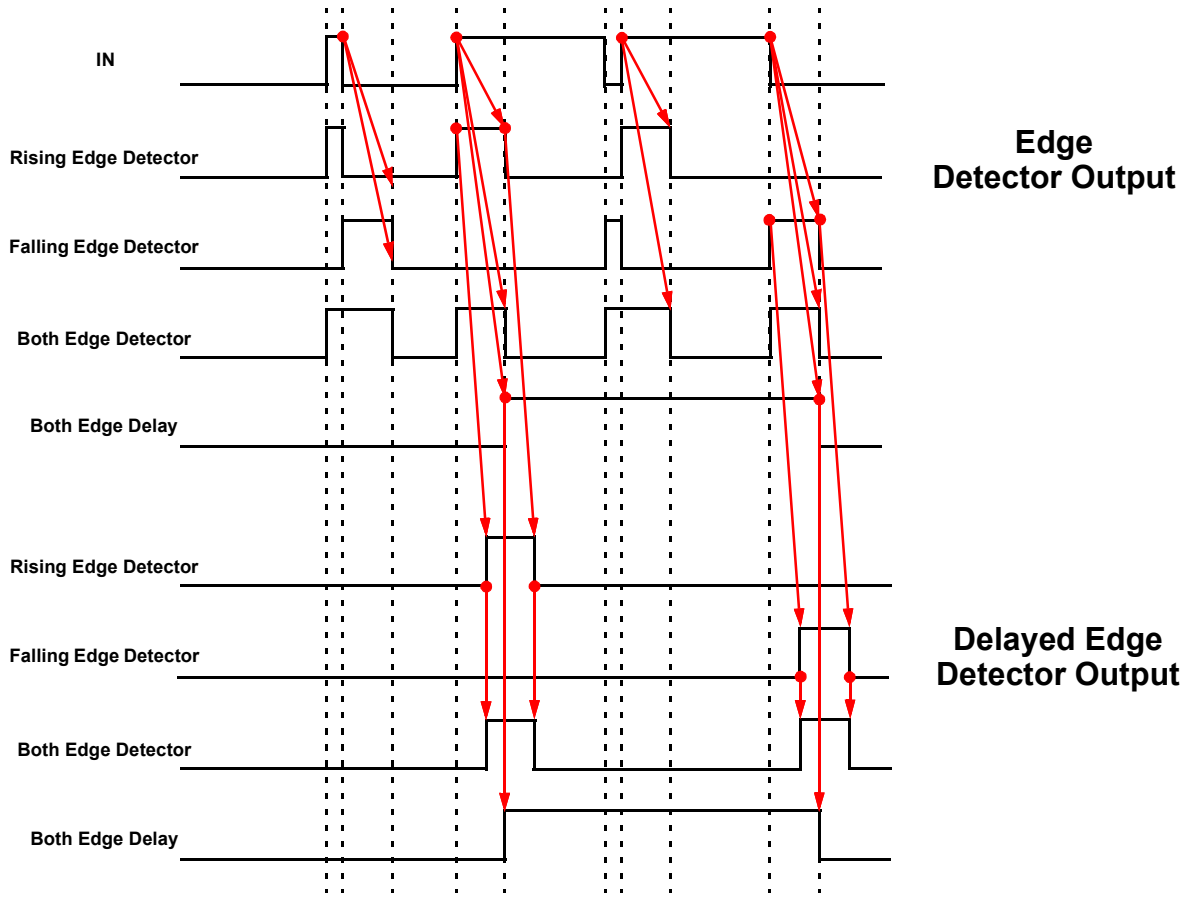 IN
Rising Edge Detector
Edge
Detector Output
Falling Edge Detector
Both Edge Detector
Both Edge Delay
Rising Edge Detector
Falling Edge Detector
Delayed Edge
Detector Output
Both Edge Detector
Both Edge Delay